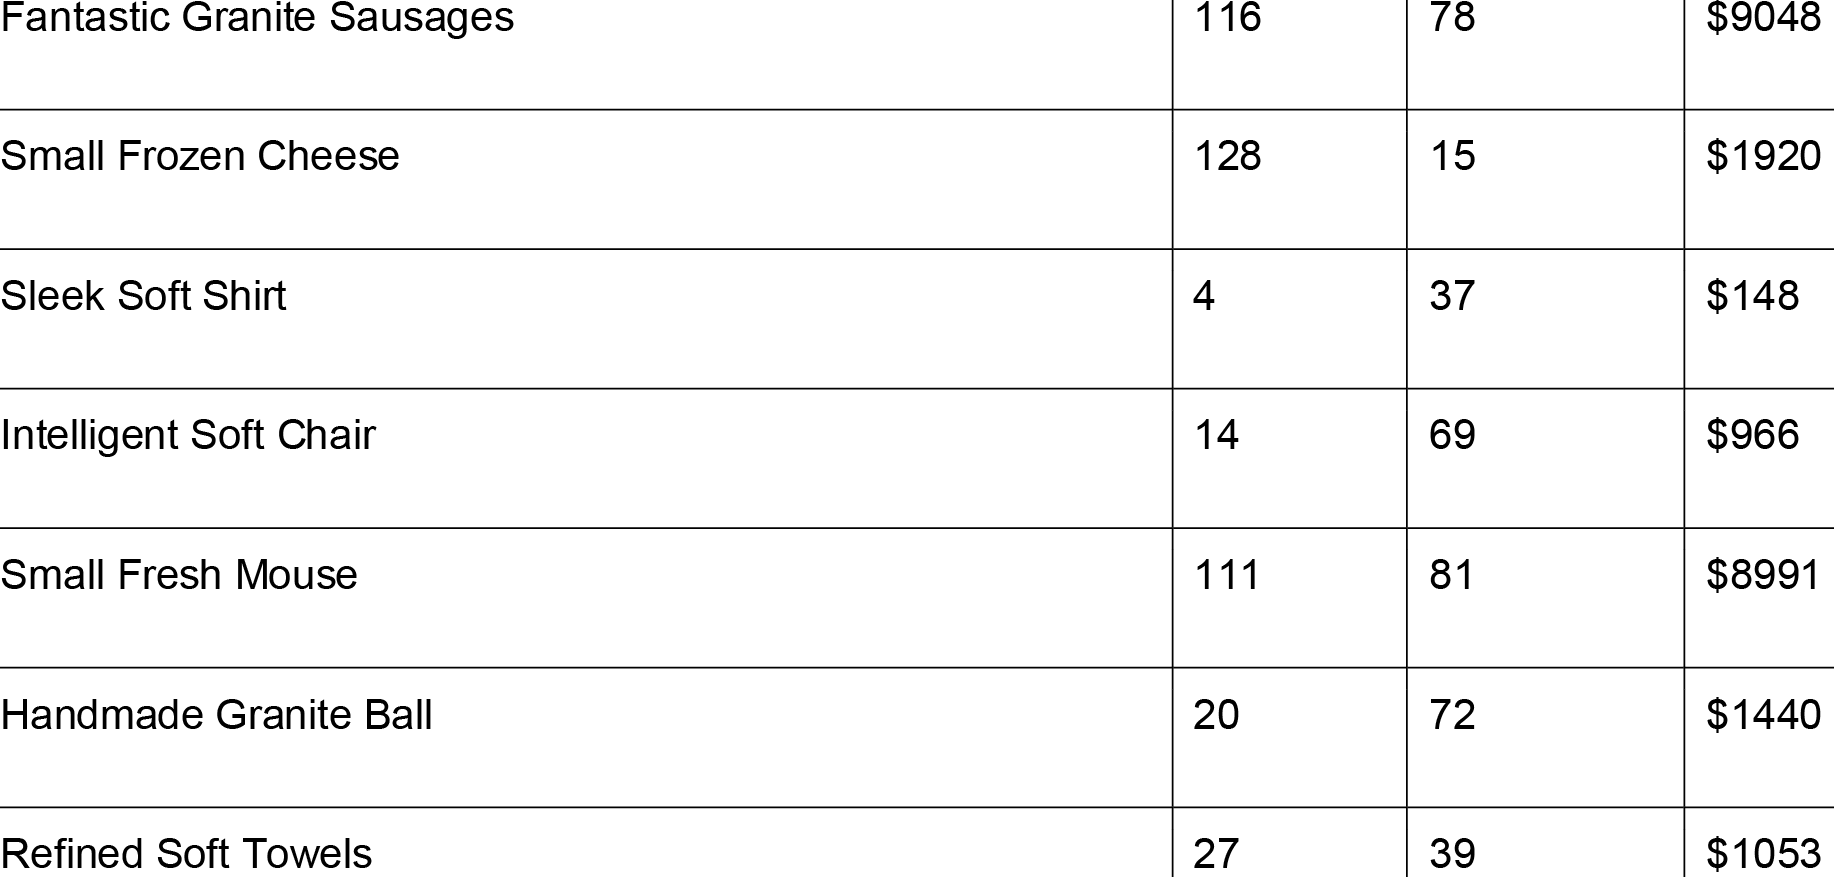 Fantastic Granite Sausages 116 78 $9048
Small Frozen Cheese 128 15 $1920
Sleek Soft Shirt 4 37 $148
Intelligent Soft Chair 14 69 $966
Small Fresh Mouse 111 81 $8991
Handmade Granite Ball 20 72 $1440
Refined Soft Towels 27 39 $1053